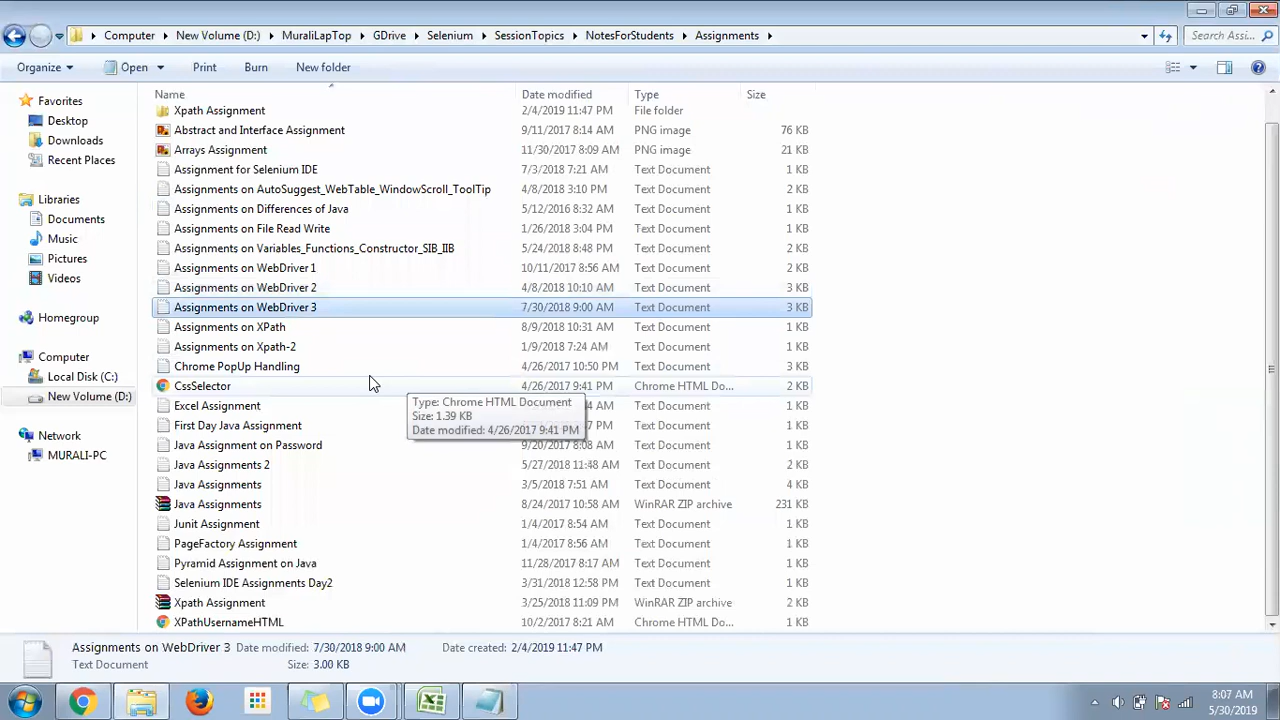 Computer
New Volume (D:)
MuraliLapTop
GDrive
Selenium
SessionTopics
NotesForStudents
Assignments
Search Assi...
Organize
Open
Print
Burn
New folder
Name
Date modified
Type
Size
Favorites
Desktop
Downloads
Recent Places
Libraries
Documents
Music
Pictures
Videos
Homegroup
Computer
Local Disk (C:)
New Volume (D:)
Network
MURALI-PC
Xpath Assignment 2/4/2019 11:47 PM File folder
Abstract and Interface Assignment 9/11/2017 8:14 AM PNG image 76 KB
Arrays Assignment 11/30/2017 8:09 AM PNG image 21 KB
Assignment for Selenium IDE 7/3/2018 7:21 AM Text Document 1 KB
Assignments on AutoSuggest_WebTable_WindowScroll_ToolTip 4/8/2018 3:10 PM Text Document 2 KB
Assignments on Differences of Java 5/12/2016 8:32 AM Text Document 1 KB
Assignments on File Read Write 1/26/2018 3:04 PM Text Document 1 KB
Assignments on Variables_Functions_Constructor_SIB_IIB 5/24/2018 8:48 PM Text Document 2 KB
Assignments on WebDriver 1 10/11/2017 8:56 AM Text Document 2 KB
Assignments on WebDriver 2 4/8/2018 10:10 AM Text Document 3 KB
Assignments on WebDriver 3 7/30/2018 9:00 AM Text Document 3 KB
Assignments on XPath 8/9/2018 10:31 AM Text Document 1 KB
Assignments on Xpath-2 1/9/2018 7:24 AM Text Document 1 KB
Chrome PopUp Handling 4/26/2017 10:50 PM Text Document 3 KB
CssSelector 4/26/2017 9:41 PM Chrome HTML Do... 2 KB
Type: Chrome HTML Document
Size: 1.39 KB
Date modified: 4/26/2017 9:41 PM
Excel Assignment AM Text Document 1 KB
First Day Java Assignment PM Text Document 1 KB
Java Assignment on Password 9/20/2017 8:08 AM Text Document 1 KB
Java Assignments 2 5/27/2018 11:48 AM Text Document 2 KB
Java Assignments 3/5/2018 7:51 AM Text Document 4 KB
Java Assignments 8/24/2017 10:58 AM WinRAR ZIP archive 231 KB
Junit Assignment 1/4/2017 8:54 AM Text Document 1 KB
PageFactory Assignment 1/4/2017 8:56 AM Text Document 1 KB
Pyramid Assignment on Java 11/28/2017 8:17 AM Text Document 1 KB
Selenium IDE Assignments Day2 3/31/2018 12:58 PM Text Document 1 KB
Xpath Assignment 3/25/2018 11:09 PM WinRAR ZIP archive 2 KB
XPathUsernameHTML 10/2/2017 8:21 AM Chrome HTML Do... 1 KB
Assignments on WebDriver 3 Date modified: 7/30/2018 9:00 AM Date created: 2/4/2019 11:47 PM
Text Document Size: 3.00 KB
8:07 AM
5/30/2019